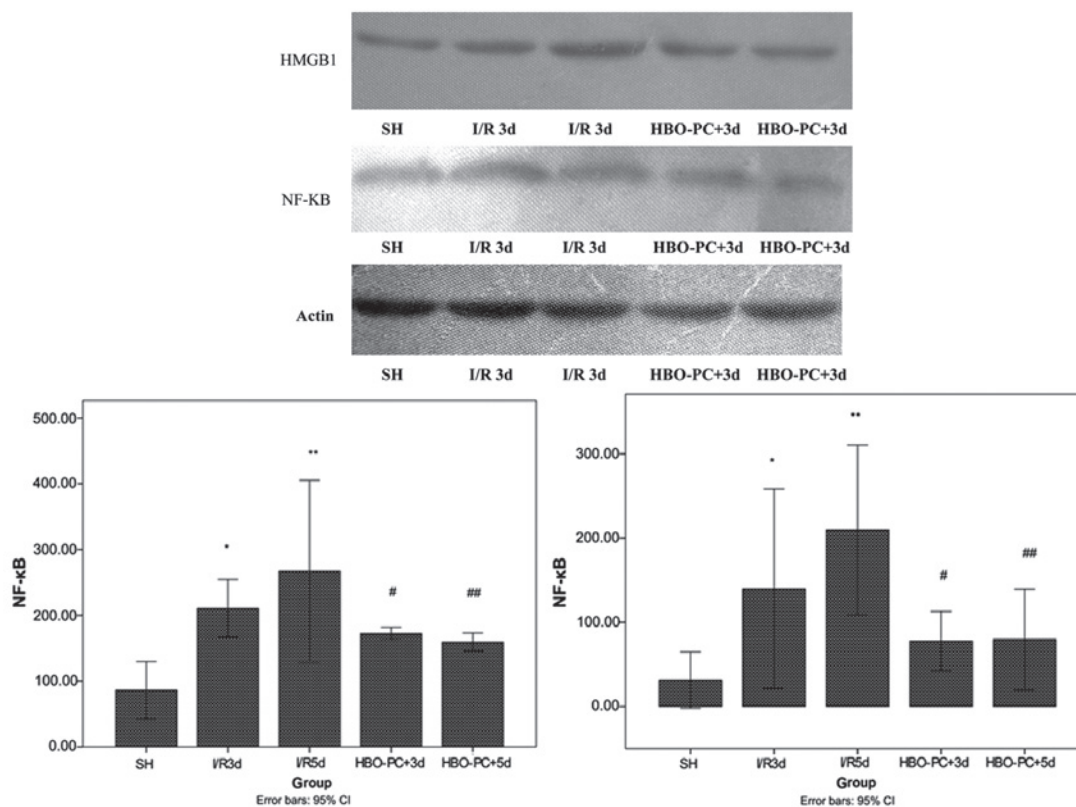 HMGB1
SH I/R 3d I/R 3d HBO-PC+3d HBO-PC+3d
NF-KB
SH I/R 3d I/R 3d HBO-PC+3d HBO-PC+3d
Actin
SH I/R 3d I/R 3d HBO-PC+3d HBO-PC+3d
500.00
400.00
300.00
200.00
100.00
0.00
NF-κB
*
**
#
##
SH I/R3d I/R5d HBO-PC+3d HBO-PC+5d
Group
Error bars: 95% CI
300.00
200.00
100.00
0.00
NF-κB
*
**
#
##
SH I/R3d I/R5d HBO-PC+3d HBO-PC+5d
Group
Error bars: 95% CI